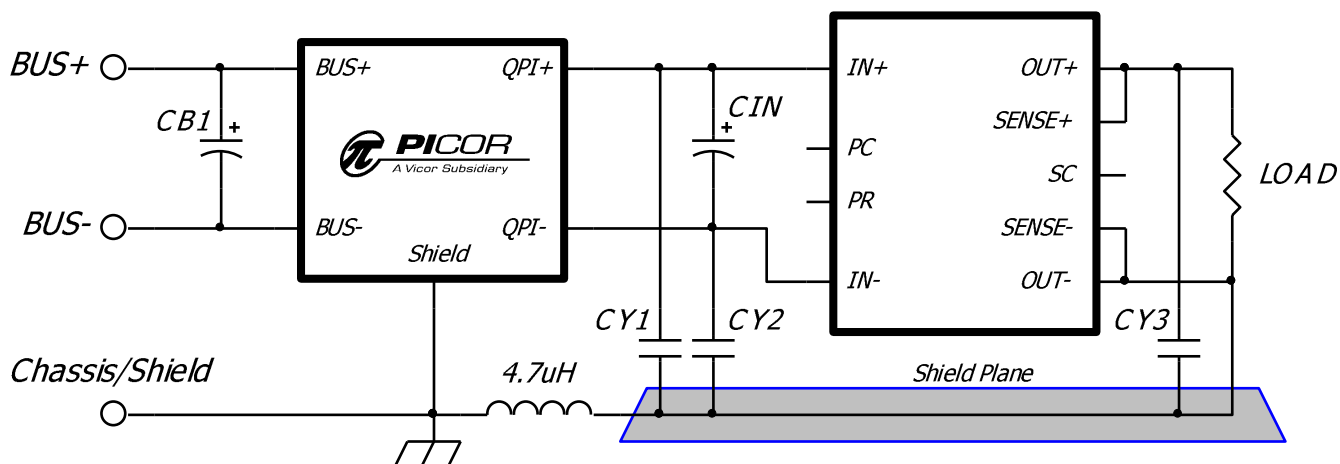 BUS+
BUS-
Chassis/Shield
CB1
+
BUS+
QPI+
PICOR
A Vicor Subsidiary
BUS-
QPI-
Shield
4.7uH
CIN
+
CY1
CY2
IN+
OUT+
SENSE+
PC
SC
PR
SENSE-
IN-
OUT-
CY3
LOAD
Shield Plane